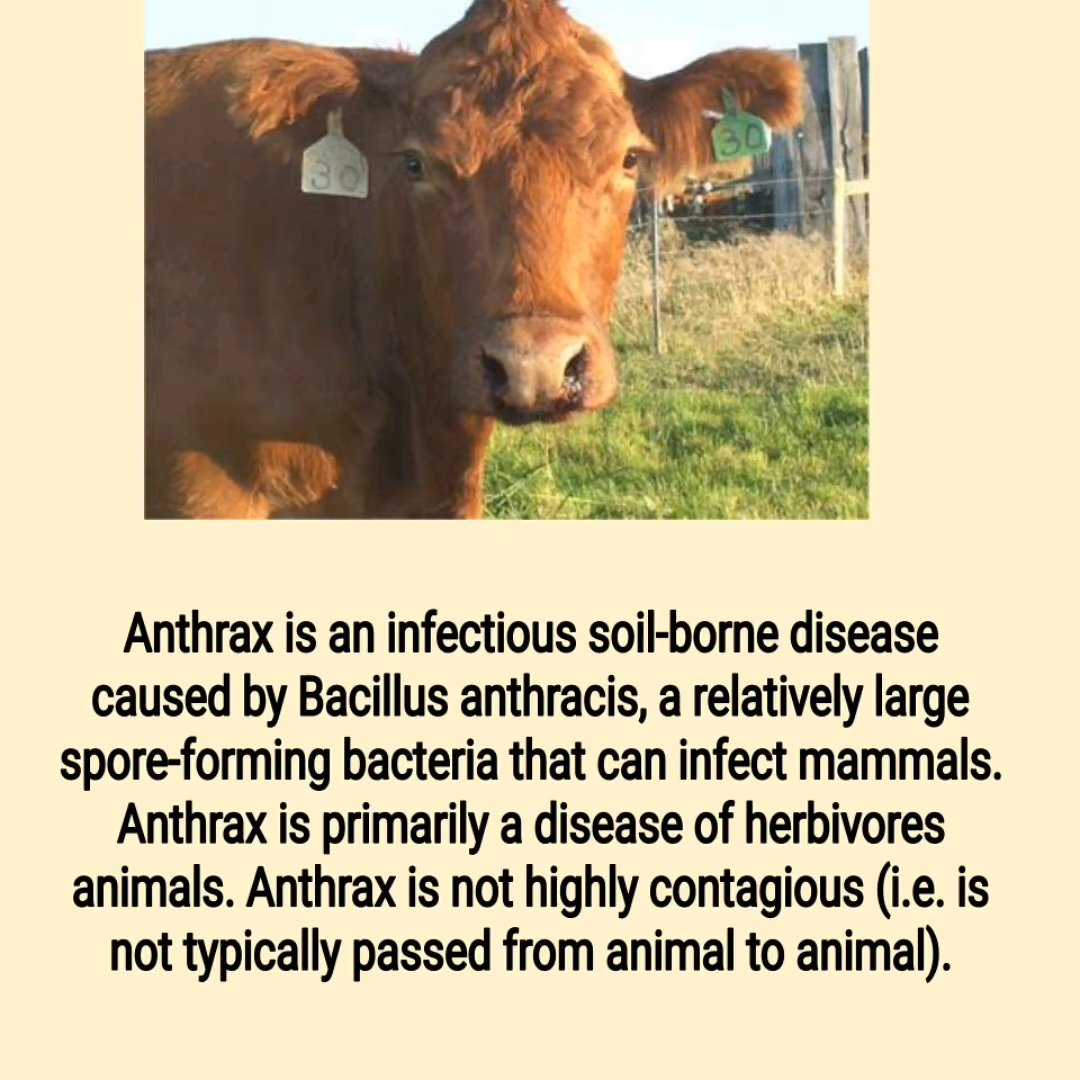 30
30
Anthrax is an infectious soil-borne disease
caused by Bacillus anthracis, a relatively large
spore-forming bacteria that can infect mammals.
Anthrax is primarily a disease of herbivores
animals. Anthrax is not highly contagious (i.e. is
not typically passed from animal to animal).